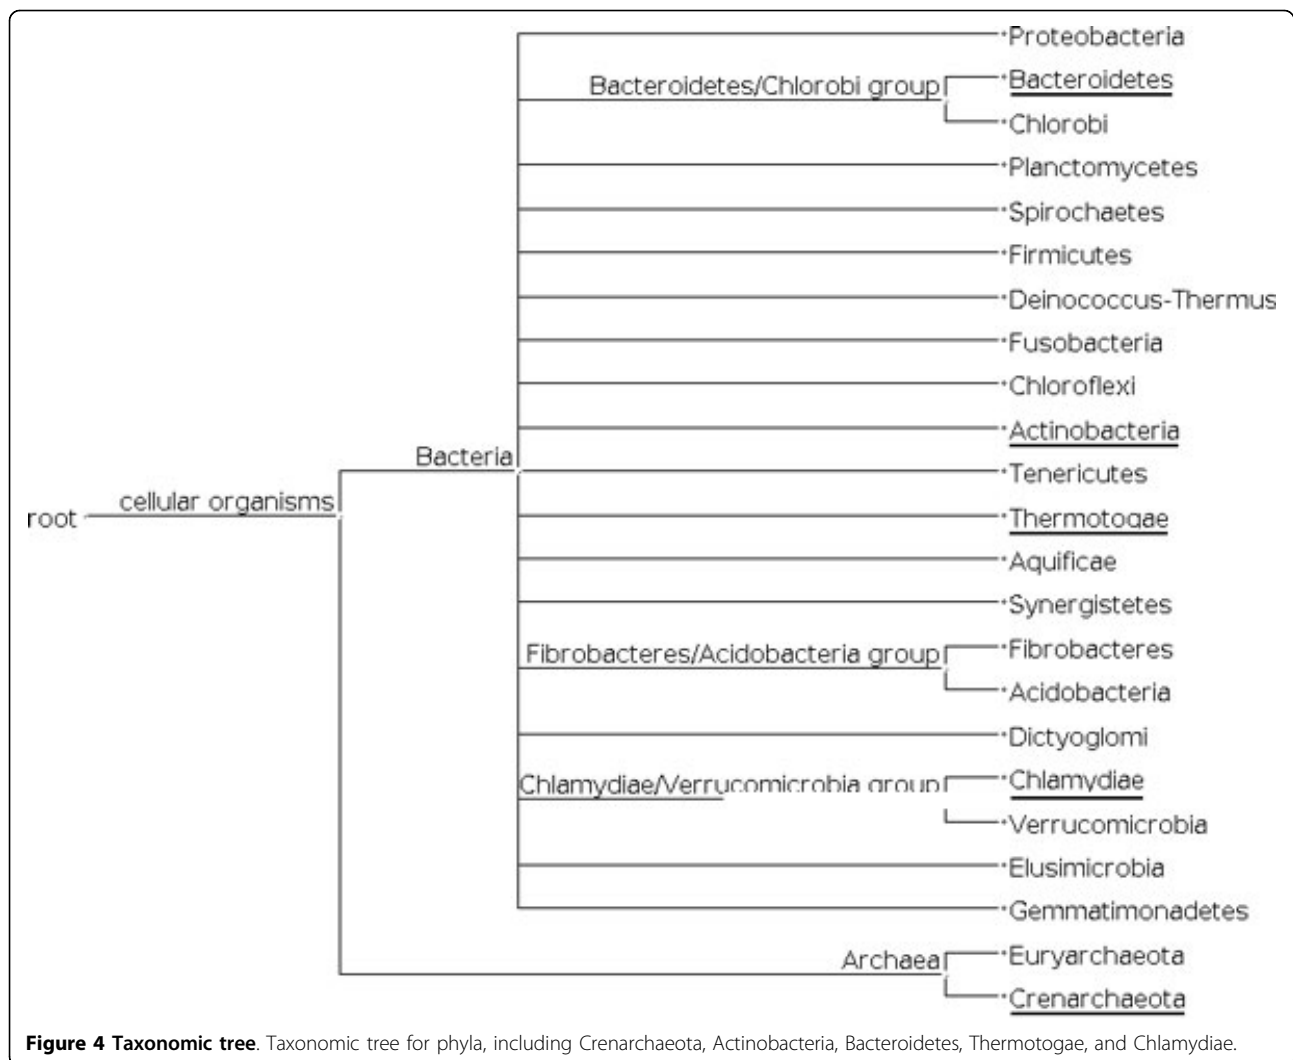 Proteobacteria
Bacteroidetes/Chlorobi group
Bacteroidetes
Chlorobi
Planctomycetes
Spirochaetes
Firmicutes
Deinococcus-Thermus
Fusobacteria
Chloroflexi
Actinobacteria
Bacteria
Tenericutes
cellular organisms
root
Thermotogae
Aquificae
Synergistetes
Fibrobacteres/Acidobacteria group
Fibrobacteres
Acidobacteria
Dictyoglomi
Chlamydiae/Verrucomicrobia group
Chlamydiae
Verrucomicrobia
Elusimicrobia
Gemmatimonadetes
Archaea
Euryarchaeota
Crenarchaeota
Figure 4 Taxonomic tree. Taxonomic tree for phyla, including Crenarchaeota, Actinobacteria, Bacteroidetes, Thermotogae, and Chlamydiae.